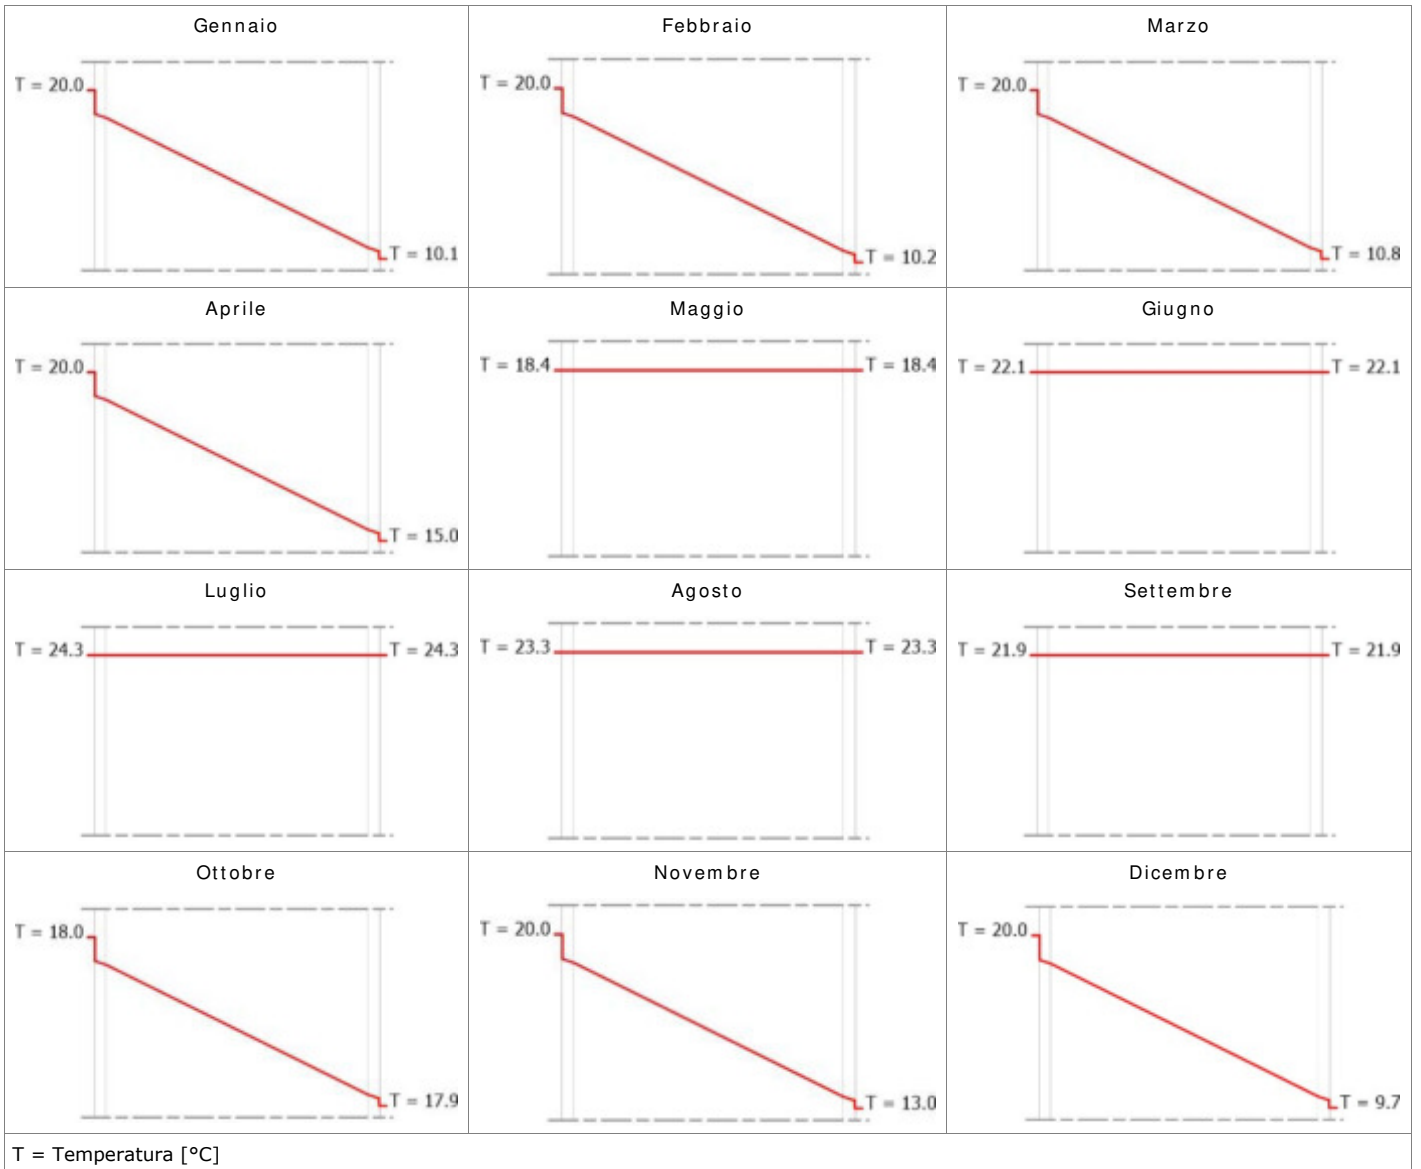 Gennaio
T = 20.0
T = 10.1
Febbraio
T = 20.0
T = 10.2
Marzo
T = 20.0
T = 10.8
Aprile
T = 20.0
T = 15.0
Maggio
T = 18.4
T = 18.4
Giugno
T = 22.1
T = 22.1
Luglio
T = 24.3
T = 24.3
Agosto
T = 23.3
T = 23.3
Settembre
T = 21.9
T = 21.9
Ottobre
T = 18.0
T = 17.9
Novembre
T = 20.0
T = 13.0
Dicembre
T = 20.0
T = 9.7
T = Temperatura [°C]